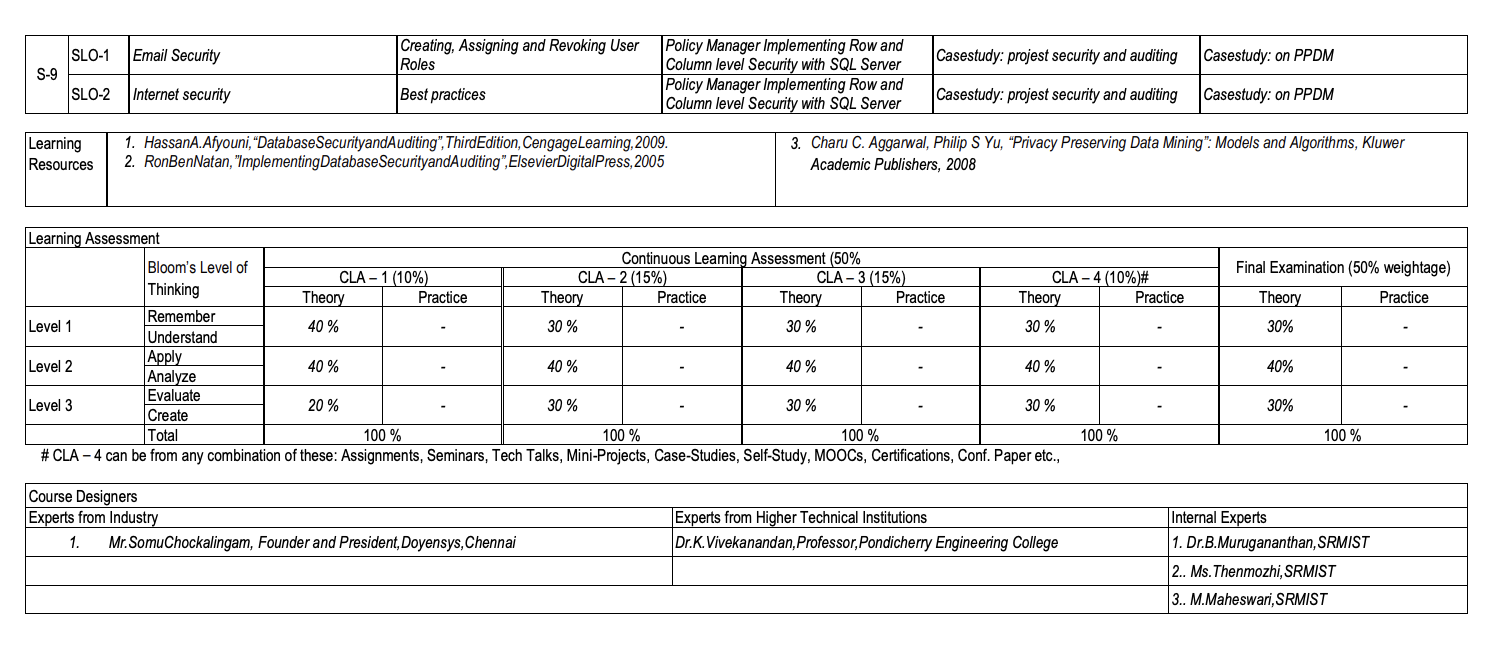 S-9
SLO-1
Email Security
Creating, Assigning and Revoking User
Roles
Policy Manager Implementing Row and
Column level Security with SQL Server
Casestudy: projest security and auditing
Casestudy: on PPDM
SLO-2
Internet security
Best practices
Policy Manager Implementing Row and
Column level Security with SQL Server
Casestudy: projest security and auditing
Casestudy: on PPDM
Learning
Resources
1. HassanA.Afyouni,“DatabaseSecurityandAuditing”,ThirdEdition,CengageLearning,2009.
2. RonBenNatan,”ImplementingDatabaseSecurityandAuditing”,ElsevierDigitalPress,2005
3. Charu C. Aggarwal, Philip S Yu, “Privacy Preserving Data Mining”: Models and Algorithms, Kluwer
Academic Publishers, 2008
Learning Assessment
Bloom’s Level of
Thinking
Continuous Learning Assessment (50%
Final Examination (50% weightage)
CLA – 1 (10%)
CLA – 2 (15%)
CLA – 3 (15%)
CLA – 4 (10%)#
Theory Practice Theory Practice Theory Practice Theory Practice Theory Practice
Level 1
Remember
Understand
40 % - 30 % - 30 % - 30 % - 30% -
Level 2
Apply
Analyze
40 % - 40 % - 40 % - 40 % - 40% -
Level 3
Evaluate
Create
20 % - 30 % - 30 % - 30 % - 30% -
Total 100 % 100 % 100 % 100 % 100 %
# CLA – 4 can be from any combination of these: Assignments, Seminars, Tech Talks, Mini-Projects, Case-Studies, Self-Study, MOOCs, Certifications, Conf. Paper etc.,
Course Designers
Experts from Industry
Experts from Higher Technical Institutions
Internal Experts
1. Mr.SomuChockalingam, Founder and President,Doyensys,Chennai
Dr.K.Vivekanandan,Professor,Pondicherry Engineering College
1. Dr.B.Murugananthan,SRMIST
2.. Ms.Thenmozhi,SRMIST
3.. M.Maheswari,SRMIST